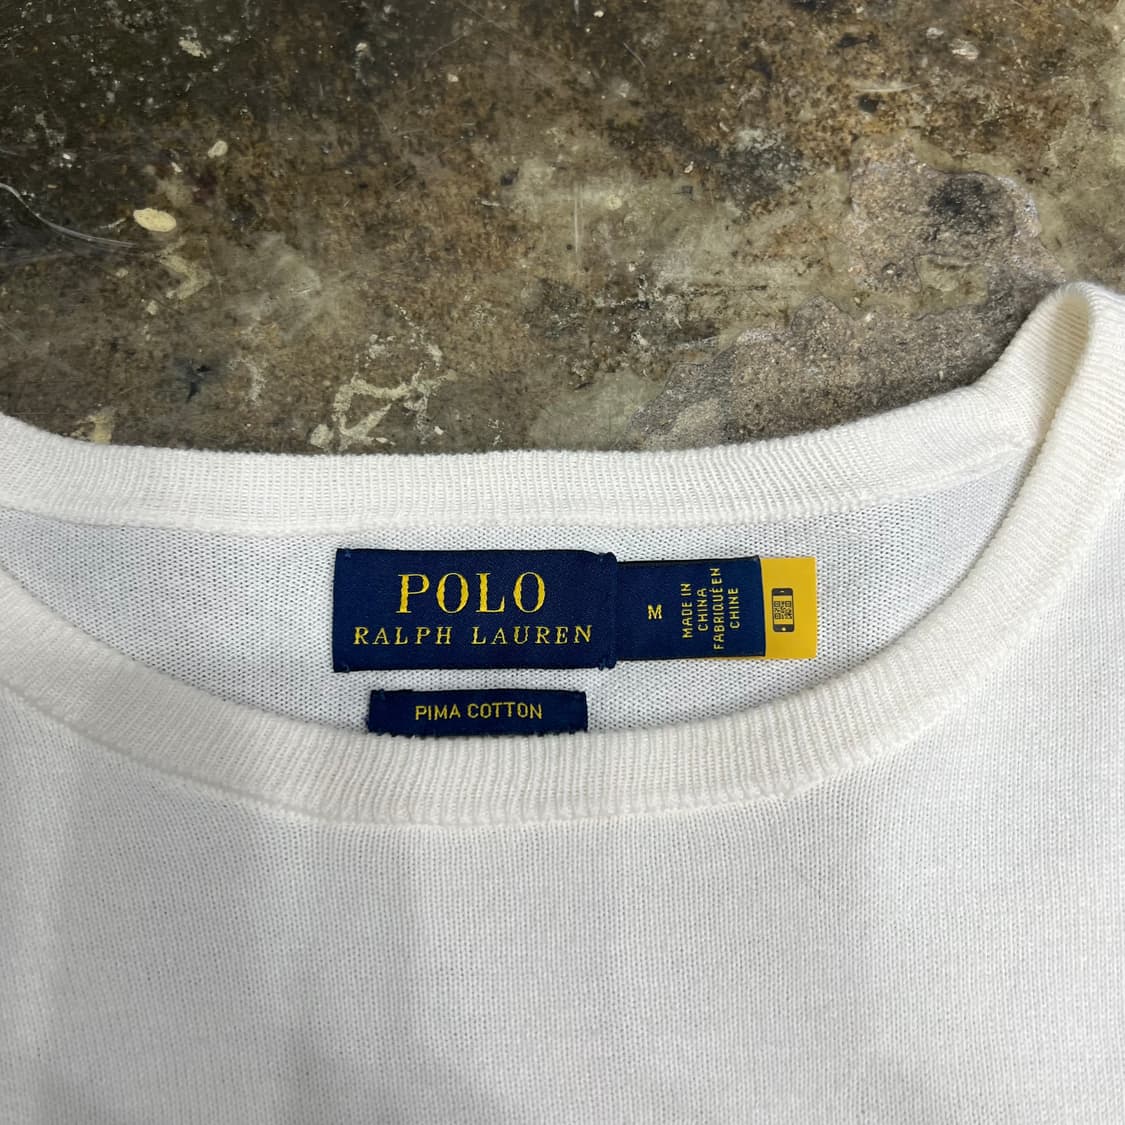 POLO
RALPH LAUREN
M
MADE IN
CHINA
FABRIQUÉ EN
CHINE
PIMA COTTON